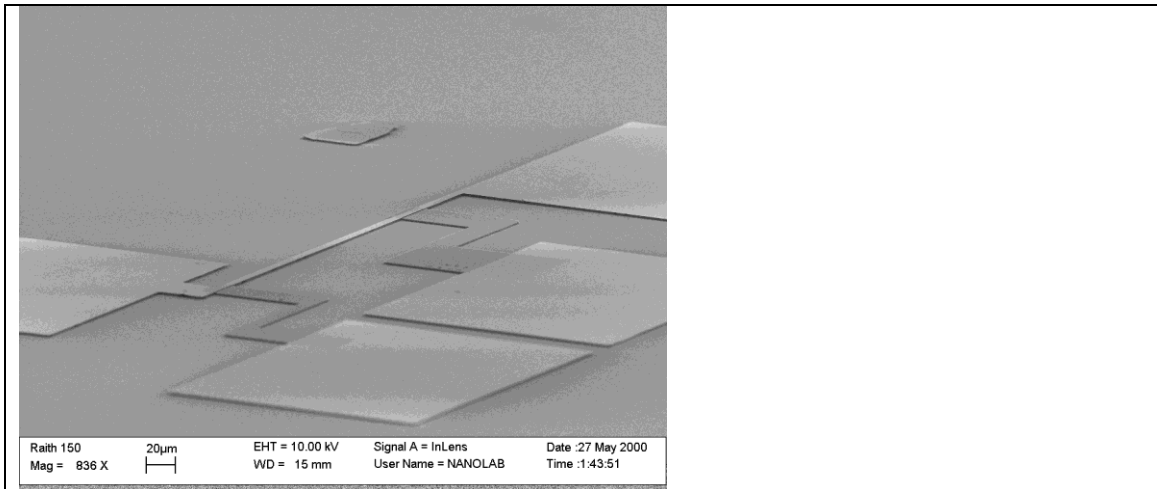 Raith 150 20µm EHT = 10.00 kV Signal A = InLens Date :27 May 2000
Mag = 836 X WD = 15 mm User Name = NANOLAB Time :1:43:51